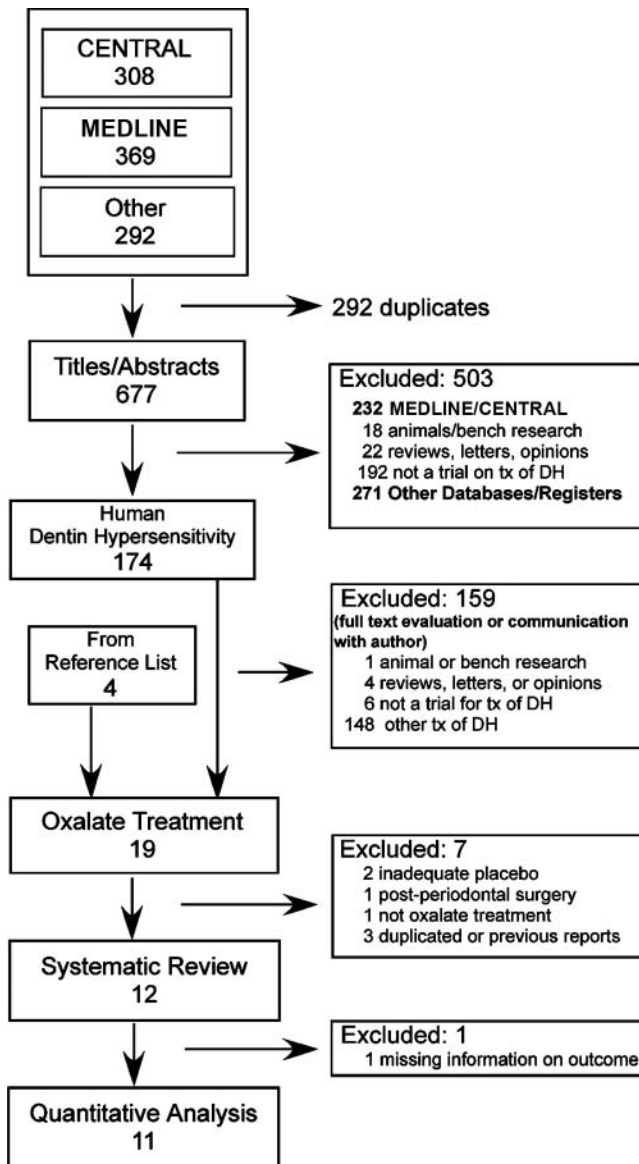 CENTRAL
308
MEDLINE
369
Other
292
292 duplicates
Titles/Abstracts
677
Excluded: 503
232 MEDLINE/CENTRAL
18 animals/bench research
22 reviews, letters, opinions
192 not a trial on tx of DH
271 Other Databases/Registers
Human
Dentin Hypersensitivity
174
Excluded: 159
(full text evaluation or communication
with author)
1 animal or bench research
4 reviews, letters, or opinions
6 not a trial for tx of DH
148 other tx of DH
From
Reference List
4
Oxalate Treatment
19
Excluded: 7
2 inadequate placebo
1 post-periodontal surgery
1 not oxalate treatment
3 duplicated or previous reports
Systematic Review
12
Excluded: 1
1 missing information on outcome
Quantitative Analysis
11